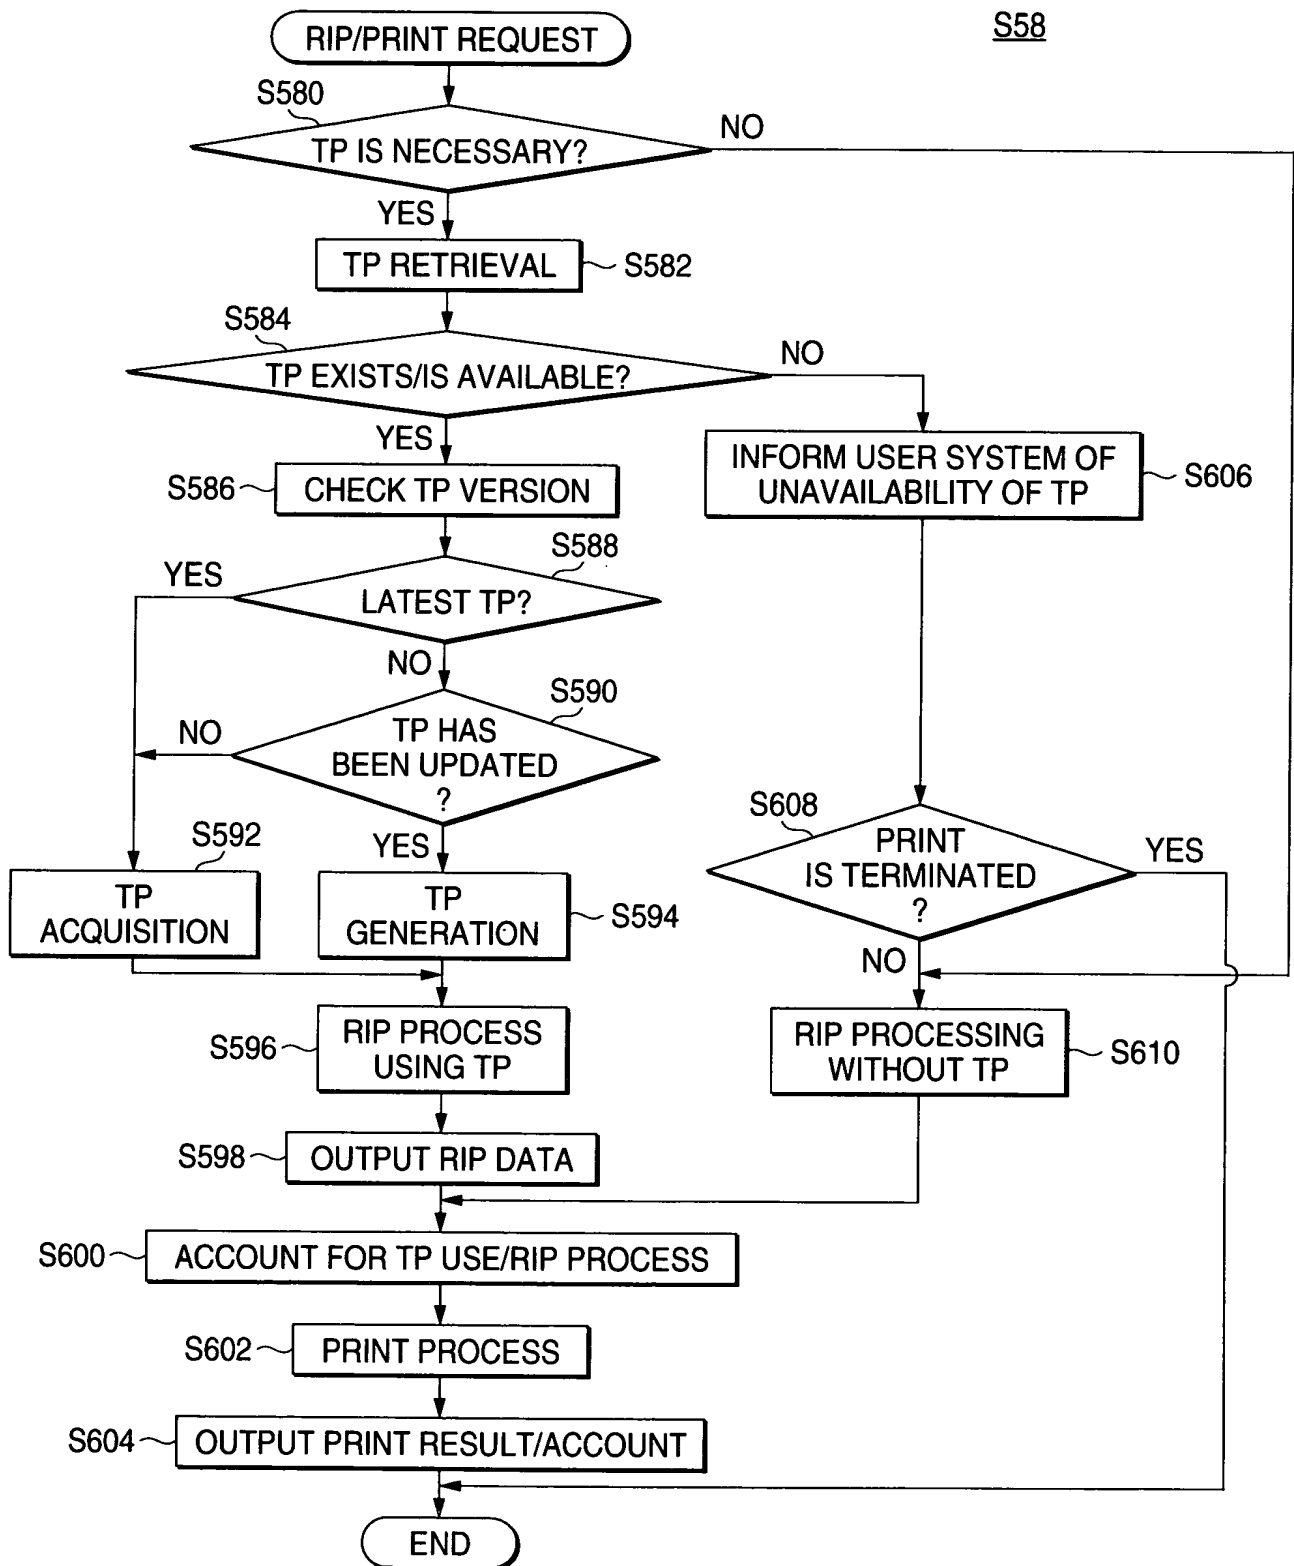 RIP/PRINT REQUEST
S58
S580
TP IS NECESSARY?
NO
YES
TP RETRIEVAL
S582
S584
TP EXISTS/IS AVAILABLE?
NO
YES
S586
CHECK TP VERSION
INFORM USER SYSTEM OF
UNAVAILABILITY OF TP
S606
S588
YES
LATEST TP?
NO
S590
NO
TP HAS
BEEN UPDATED
?
YES
S592
TP
ACQUISITION
TP
GENERATION
S594
S608
PRINT
IS TERMINATED
?
YES
NO
S596
RIP PROCESS
USING TP
RIP PROCESSING
WITHOUT TP
S610
S598
OUTPUT RIP DATA
S600
ACCOUNT FOR TP USE/RIP PROCESS
S602
PRINT PROCESS
S604
OUTPUT PRINT RESULT/ACCOUNT
END